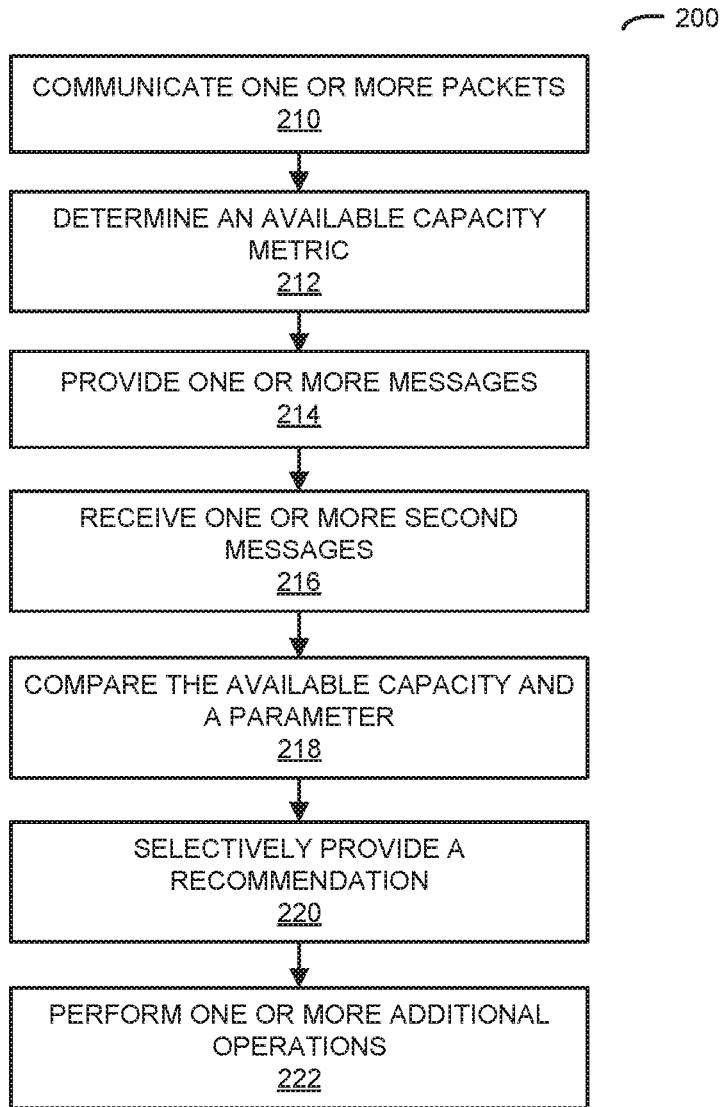 200
COMMUNICATE ONE OR MORE PACKETS
210
DETERMINE AN AVAILABLE CAPACITY
METRIC
212
PROVIDE ONE OR MORE MESSAGES
214
RECEIVE ONE OR MORE SECOND
MESSAGES
216
COMPARE THE AVAILABLE CAPACITY AND
A PARAMETER
218
SELECTIVELY PROVIDE A
RECOMMENDATION
220
PERFORM ONE OR MORE ADDITIONAL
OPERATIONS
222